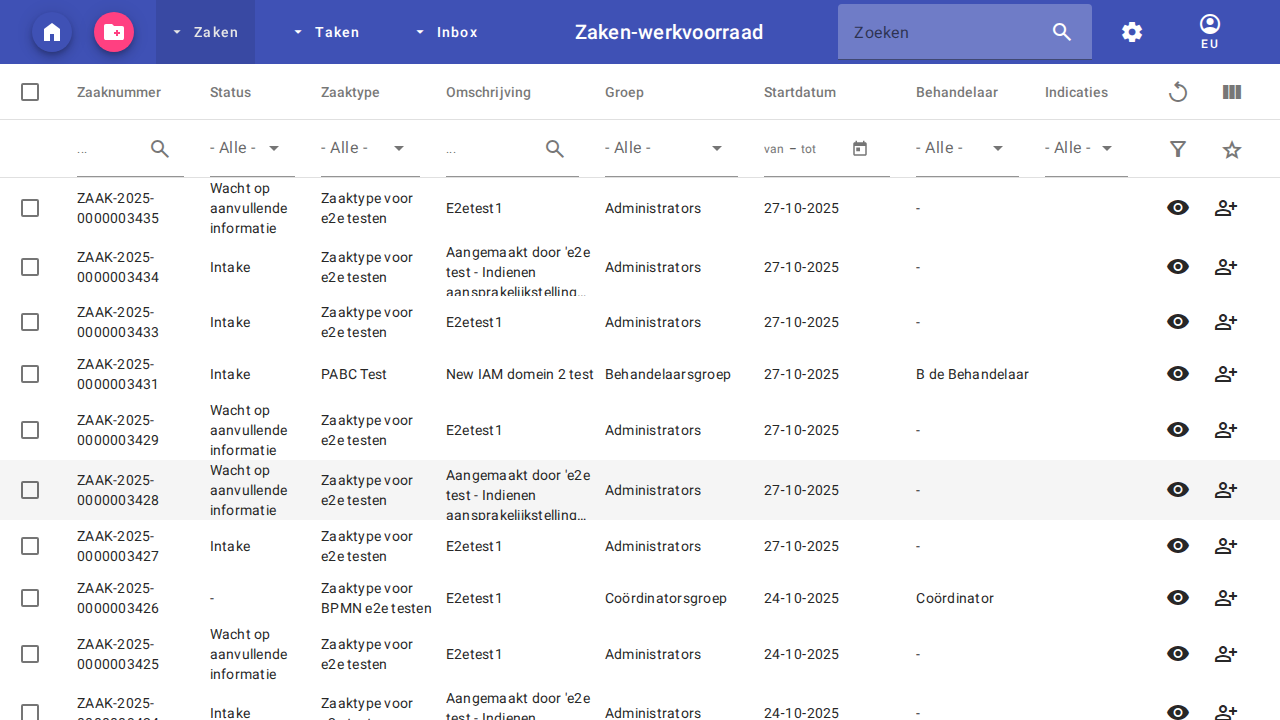 Zaken Taken Inbox Zaken-werkvoorraad Zoeken EU
Zaaknummer Status Zaaktype Omschrijving Groep Startdatum Behandelaar Indicaties
... - Alle - - Alle - ... - Alle - van – tot - Alle - - Alle -
ZAAK-2025-0000003435 Wacht op aanvullende informatie Zaaktype voor e2e testen E2etest1 Administrators 27-10-2025 -
ZAAK-2025-0000003434 Intake Zaaktype voor e2e testen Aangemaakt door 'e2e test - Indienen aansprakelijkstelling... Administrators 27-10-2025 -
ZAAK-2025-0000003433 Intake Zaaktype voor e2e testen E2etest1 Administrators 27-10-2025 -
ZAAK-2025-0000003431 Intake PABC Test New IAM domein 2 test Behandelaarsgroep 27-10-2025 B de Behandelaar
ZAAK-2025-0000003429 Wacht op aanvullende informatie Zaaktype voor e2e testen E2etest1 Administrators 27-10-2025 -
ZAAK-2025-0000003428 Wacht op aanvullende informatie Zaaktype voor e2e testen Aangemaakt door 'e2e test - Indienen aansprakelijkstelling... Administrators 27-10-2025 -
ZAAK-2025-0000003427 Intake Zaaktype voor e2e testen E2etest1 Administrators 27-10-2025 -
ZAAK-2025-0000003426 - Zaaktype voor BPMN e2e testen E2etest1 Coördinatorsgroep 24-10-2025 Coördinator
ZAAK-2025-0000003425 Wacht op aanvullende informatie Zaaktype voor e2e testen E2etest1 Administrators 24-10-2025 -
ZAAK-2025- Intake Zaaktype voor Aangemaakt door 'e2e test - Indienen Administrators 24-10-2025 -